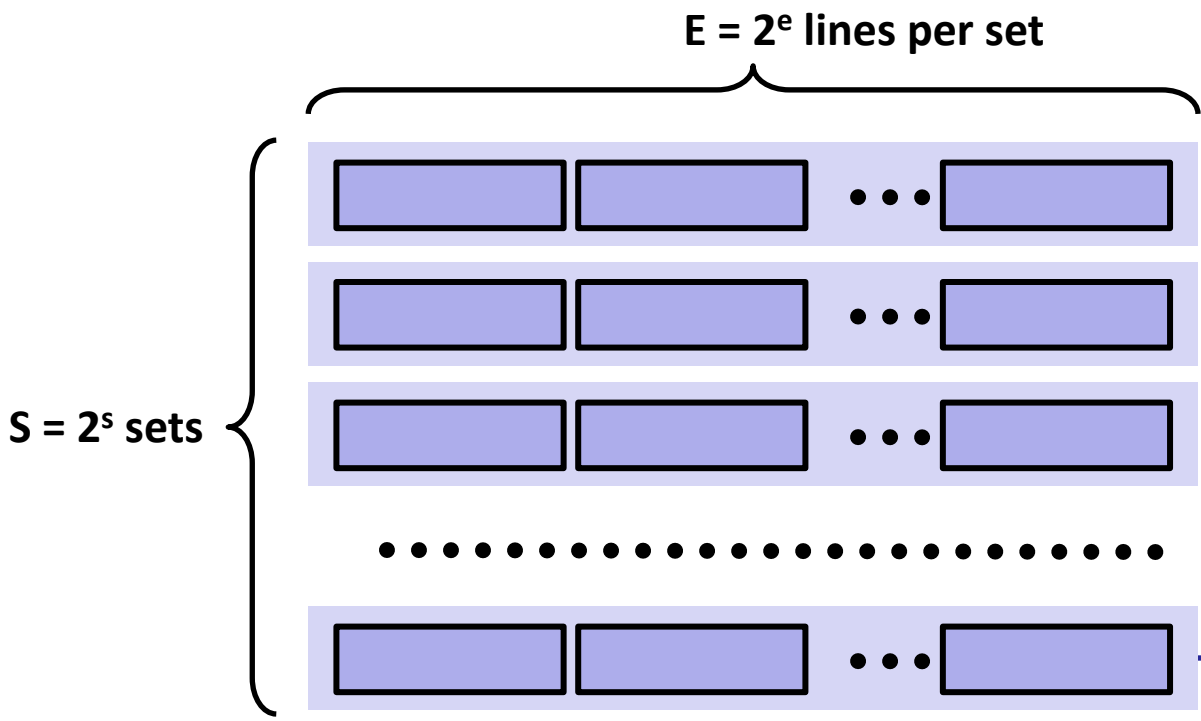 E = 2ᵉ lines per set
S = 2ˢ sets